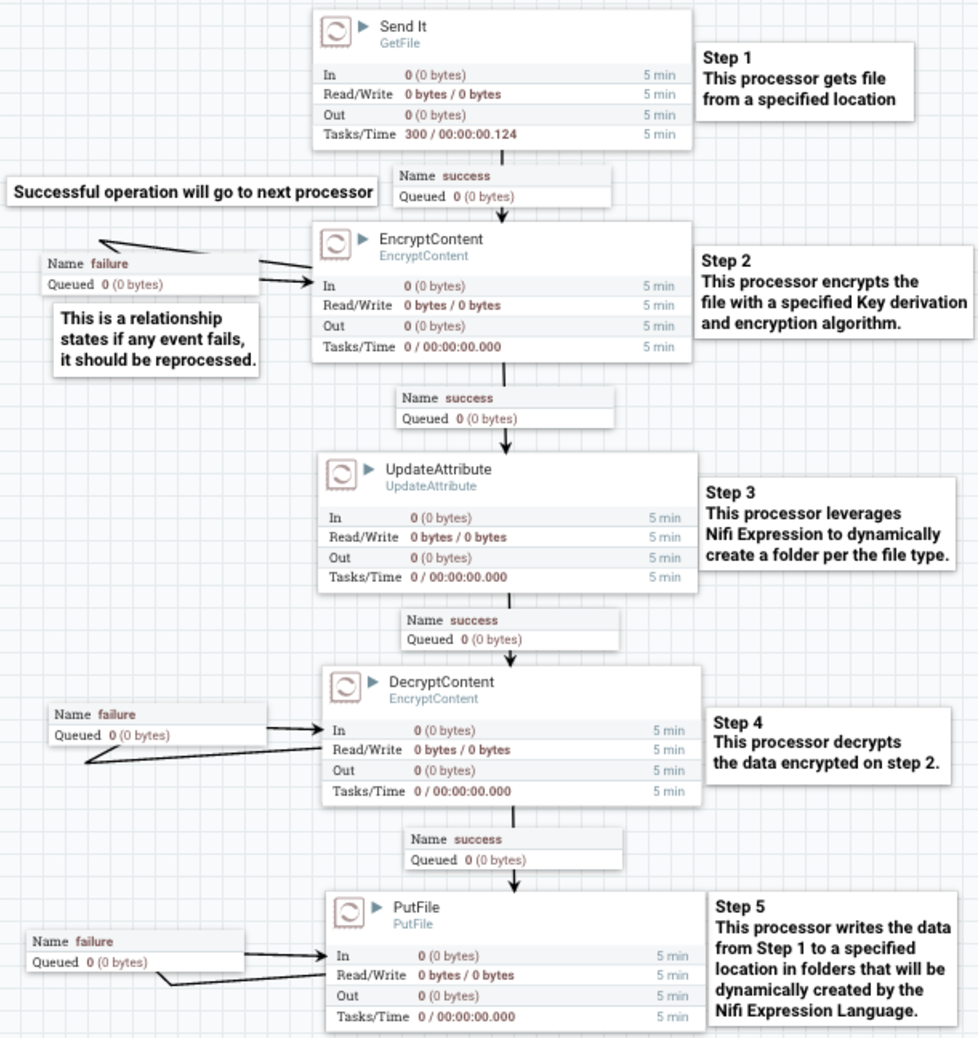 Send It
GetFile
In 0 (0 bytes) 5 min
Read/Write 0 bytes / 0 bytes 5 min
Out 0 (0 bytes) 5 min
Tasks/Time 300 / 00:00:00.124 5 min
Step 1
This processor gets file
from a specified location
Name success
Queued 0 (0 bytes)
Successful operation will go to next processor
EncryptContent
EncryptContent
In 0 (0 bytes) 5 min
Read/Write 0 bytes / 0 bytes 5 min
Out 0 (0 bytes) 5 min
Tasks/Time 0 / 00:00:00.000 5 min
Name failure
Queued 0 (0 bytes)
This is a relationship
states if any event fails,
it should be reprocessed.
Step 2
This processor encrypts the
file with a specified Key derivation
and encryption algorithm.
Name success
Queued 0 (0 bytes)
UpdateAttribute
UpdateAttribute
In 0 (0 bytes) 5 min
Read/Write 0 bytes / 0 bytes 5 min
Out 0 (0 bytes) 5 min
Tasks/Time 0 / 00:00:00.000 5 min
Step 3
This processor leverages
Nifi Expression to dynamically
create a folder per the file type.
Name success
Queued 0 (0 bytes)
DecryptContent
EncryptContent
In 0 (0 bytes) 5 min
Read/Write 0 bytes / 0 bytes 5 min
Out 0 (0 bytes) 5 min
Tasks/Time 0 / 00:00:00.000 5 min
Name failure
Queued 0 (0 bytes)
Step 4
This processor decrypts
the data encrypted on step 2.
Name success
Queued 0 (0 bytes)
PutFile
PutFile
In 0 (0 bytes) 5 min
Read/Write 0 bytes / 0 bytes 5 min
Out 0 (0 bytes) 5 min
Tasks/Time 0 / 00:00:00.000 5 min
Name failure
Queued 0 (0 bytes)
Step 5
This processor writes the data
from Step 1 to a specified
location in folders that will be
dynamically created by the
Nifi Expression Language.